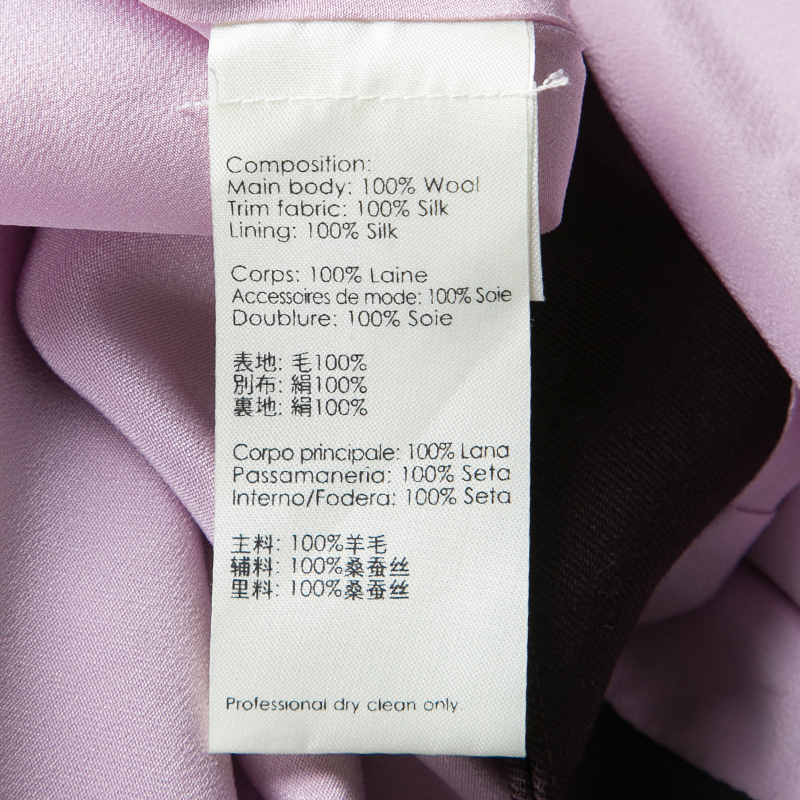 Composition:
Main body: 100% Wool
Trim fabric: 100% Silk
Lining: 100% Silk
Corps: 100% Laine
Accessoires de mode: 100% Soie
Doublure: 100% Soie
表地: 毛100%
別布: 絹100%
裏地: 絹100%
Corpo principale: 100% Lana
Passamaneria: 100% Seta
Interno/Fodera: 100% Seta
主料: 100%羊毛
辅料: 100%桑蚕丝
里料: 100%桑蚕丝
Professional dry clean only.